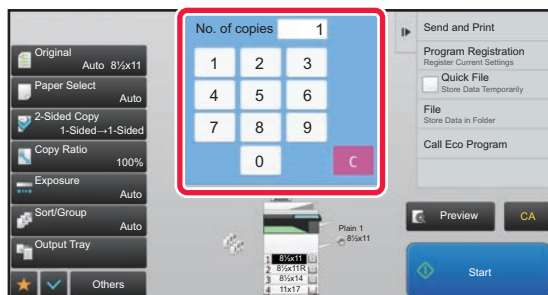 Original
Auto 8½x11
Paper Select
Auto
2-Sided Copy
1-Sided→1-Sided
Copy Ratio
100%
Exposure
Auto
Sort/Group
Auto
Output Tray
Others
No. of copies 1
1 2 3
4 5 6
7 8 9
0 C
Plain 1
8½x11
1 8½x11
2 8½x11R
3 8½x14
4 11x17
Send and Print
Program Registration
Register Current Settings
Quick File
Store Data Temporarily
File
Store Data in Folder
Call Eco Program
Preview
CA
Start